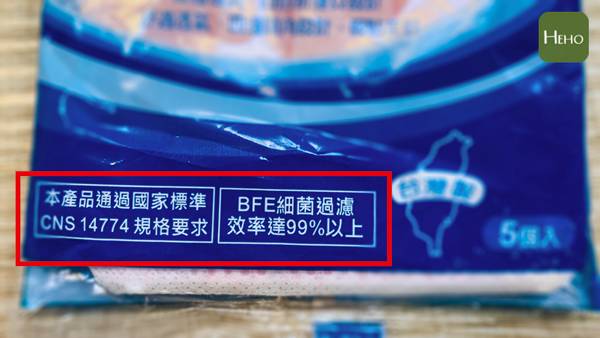 HEHO
本產品通過國家標準
CNS 14774 規格要求
BFE細菌過濾
效率達99%以上
台灣製
5個入